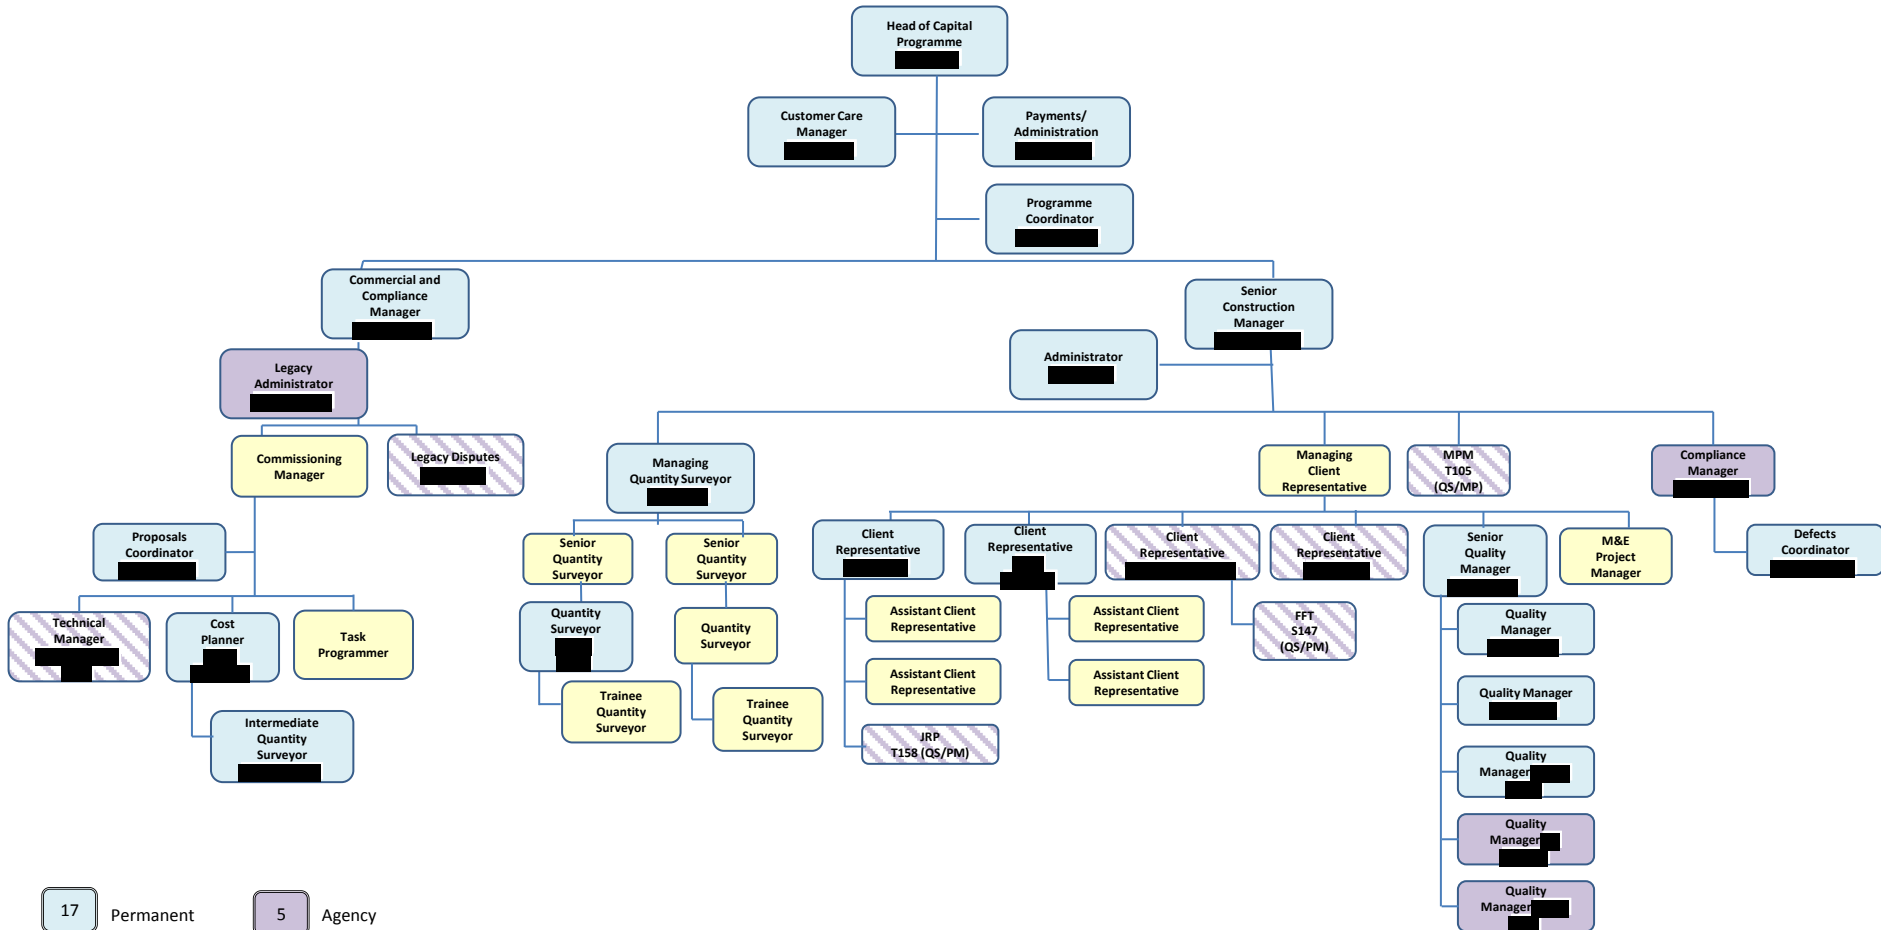 Head of Capital
Programme
Customer Care
Manager
Payments/
Administration
Programme
Coordinator
Commercial and
Compliance
Manager
Senior
Construction
Manager
Legacy
Administrator
Administrator
Commissioning
Manager
Legacy Disputes
Managing
Quantity Surveyor
Managing
Client
Representative
MPM
T105
(QS/MP)
Compliance
Manager
Proposals
Coordinator
Senior
Quantity
Surveyor
Senior
Quantity
Surveyor
Client
Representative
Client
Representative
Client
Representative
Client
Representative
Senior
Quality
Manager
M&E
Project
Manager
Defects
Coordinator
Technical
Manager
Cost
Planner
Task
Programmer
Quantity
Surveyor
Quantity
Surveyor
Assistant Client
Representative
Assistant Client
Representative
FFT
S147
(QS/PM)
Quality
Manager
Assistant Client
Representative
Assistant Client
Representative
Quality Manager
Intermediate
Quantity
Surveyor
Trainee
Quantity
Surveyor
Trainee
Quantity
Surveyor
JRP
T158 (QS/PM)
Quality
Manager
Quality
Manager
Quality
Manager
17 Permanent
5 Agency